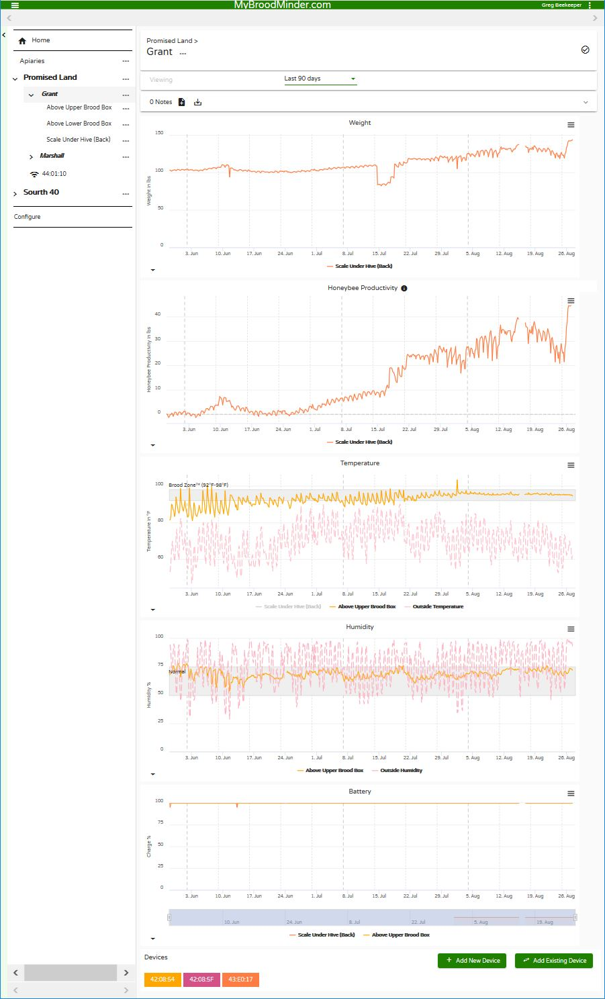 MyBroodMinder.com
Greg Beekeeper
Home
Apiaries
Promised Land
Grant
Above Upper Brood Box
Above Lower Brood Box
Scale Under Hive (Back)
Marshall
44:01:10
Sourth 40
Configure
Promised Land >
Grant
Viewing
Last 90 days
0 Notes
Weight
Weight in lbs
150
100
50
0
3. Jun 10. Jun 17. Jun 24. Jun 1. Jul 8. Jul 15. Jul 22. Jul 29. Jul 5. Aug 12. Aug 19. Aug 26. Aug
Scale Under Hive (Back)
Honeybee Productivity
Honeybee Productivity in lbs
40
30
20
10
0
3. Jun 10. Jun 17. Jun 24. Jun 1. Jul 8. Jul 15. Jul 22. Jul 29. Jul 5. Aug 12. Aug 19. Aug 26. Aug
Scale Under Hive (Back)
Temperature
Temperature in °F
100
Brood Zone™ (92°F-98°F)
80
60
3. Jun 10. Jun 17. Jun 24. Jun 1. Jul 8. Jul 15. Jul 22. Jul 29. Jul 5. Aug 12. Aug 19. Aug 26. Aug
Scale Under Hive (Back) Above Upper Brood Box Outside Temperature
Humidity
Humidity %
100
75
Normal
50
25
0
3. Jun 10. Jun 17. Jun 24. Jun 1. Jul 8. Jul 15. Jul 22. Jul 29. Jul 5. Aug 12. Aug 19. Aug 26. Aug
Above Upper Brood Box Outside Humidity
Battery
Charge %
100
75
50
25
0
3. Jun 10. Jun 17. Jun 24. Jun 1. Jul 8. Jul 15. Jul 22. Jul 29. Jul 5. Aug 12. Aug 19. Aug 26. Aug
10. Jun 24. Jun 8. Jul 22. Jul 5. Aug 19. Aug
Scale Under Hive (Back) Above Upper Brood Box
Devices
Add New Device
Add Existing Device
42:08:54 42:08:5F 43:E0:17